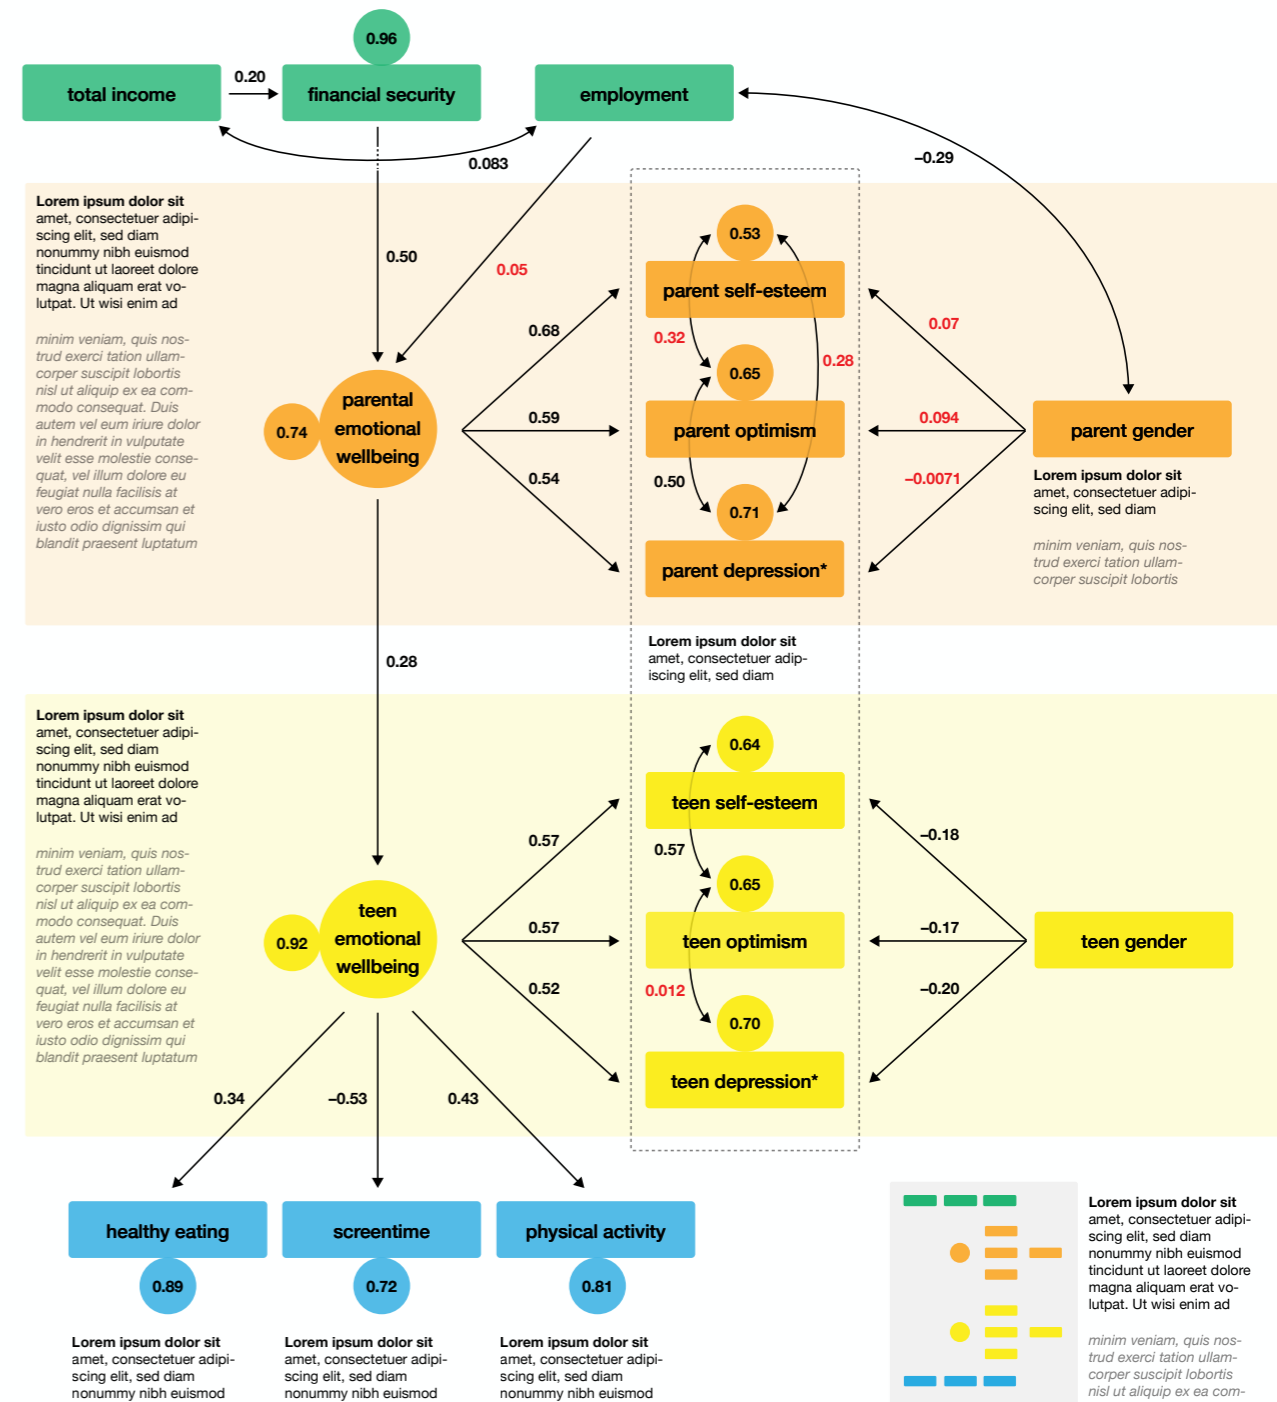 0.96
total income
0.20
financial security
employment
0.083
−0.29
Lorem ipsum dolor sit
amet, consectetuer adipi-
scing elit, sed diam
nonummy nibh euismod
tincidunt ut laoreet dolore
magna aliquam erat vo-
lutpat. Ut wisi enim ad
minim veniam, quis nos-
trud exerci tation ullam-
corper suscipit lobortis
nisl ut aliquip ex ea com-
modo consequat. Duis
autem vel eum iriure dolor
in hendrerit in vulputate
velit esse molestie conse-
quat, vel illum dolore eu
feugiat nulla facilisis at
vero eros et accumsan et
iusto odio dignissim qui
blandit praesent luptatum
0.50
0.05
0.74
parental
emotional
wellbeing
0.68
0.59
0.54
0.53
parent self-esteem
0.32
0.28
0.65
parent optimism
0.50
0.71
parent depression*
0.07
0.094
−0.0071
parent gender
Lorem ipsum dolor sit
amet, consectetuer adipi-
scing elit, sed diam
minim veniam, quis nos-
trud exerci tation ullam-
corper suscipit lobortis
0.28
Lorem ipsum dolor sit
amet, consectetuer adip-
iscing elit, sed diam
Lorem ipsum dolor sit
amet, consectetuer adipi-
scing elit, sed diam
nonummy nibh euismod
tincidunt ut laoreet dolore
magna aliquam erat vo-
lutpat. Ut wisi enim ad
minim veniam, quis nos-
trud exerci tation ullam-
corper suscipit lobortis
nisl ut aliquip ex ea com-
modo consequat. Duis
autem vel eum iriure dolor
in hendrerit in vulputate
velit esse molestie conse-
quat, vel illum dolore eu
feugiat nulla facilisis at
vero eros et accumsan et
iusto odio dignissim qui
blandit praesent luptatum
0.92
teen
emotional
wellbeing
0.57
0.57
0.52
0.64
teen self-esteem
0.57
0.65
teen optimism
0.012
0.70
teen depression*
−0.18
−0.17
−0.20
teen gender
0.34
−0.53
0.43
healthy eating
screentime
physical activity
0.89
0.72
0.81
Lorem ipsum dolor sit
amet, consectetuer adipi-
scing elit, sed diam
nonummy nibh euismod
Lorem ipsum dolor sit
amet, consectetuer adipi-
scing elit, sed diam
nonummy nibh euismod
Lorem ipsum dolor sit
amet, consectetuer adipi-
scing elit, sed diam
nonummy nibh euismod
Lorem ipsum dolor sit
amet, consectetuer adipi-
scing elit, sed diam
nonummy nibh euismod
tincidunt ut laoreet dolore
magna aliquam erat vo-
lutpat. Ut wisi enim ad
minim veniam, quis nos-
trud exerci tation ullam-
corper suscipit lobortis
nisl ut aliquip ex ea com-